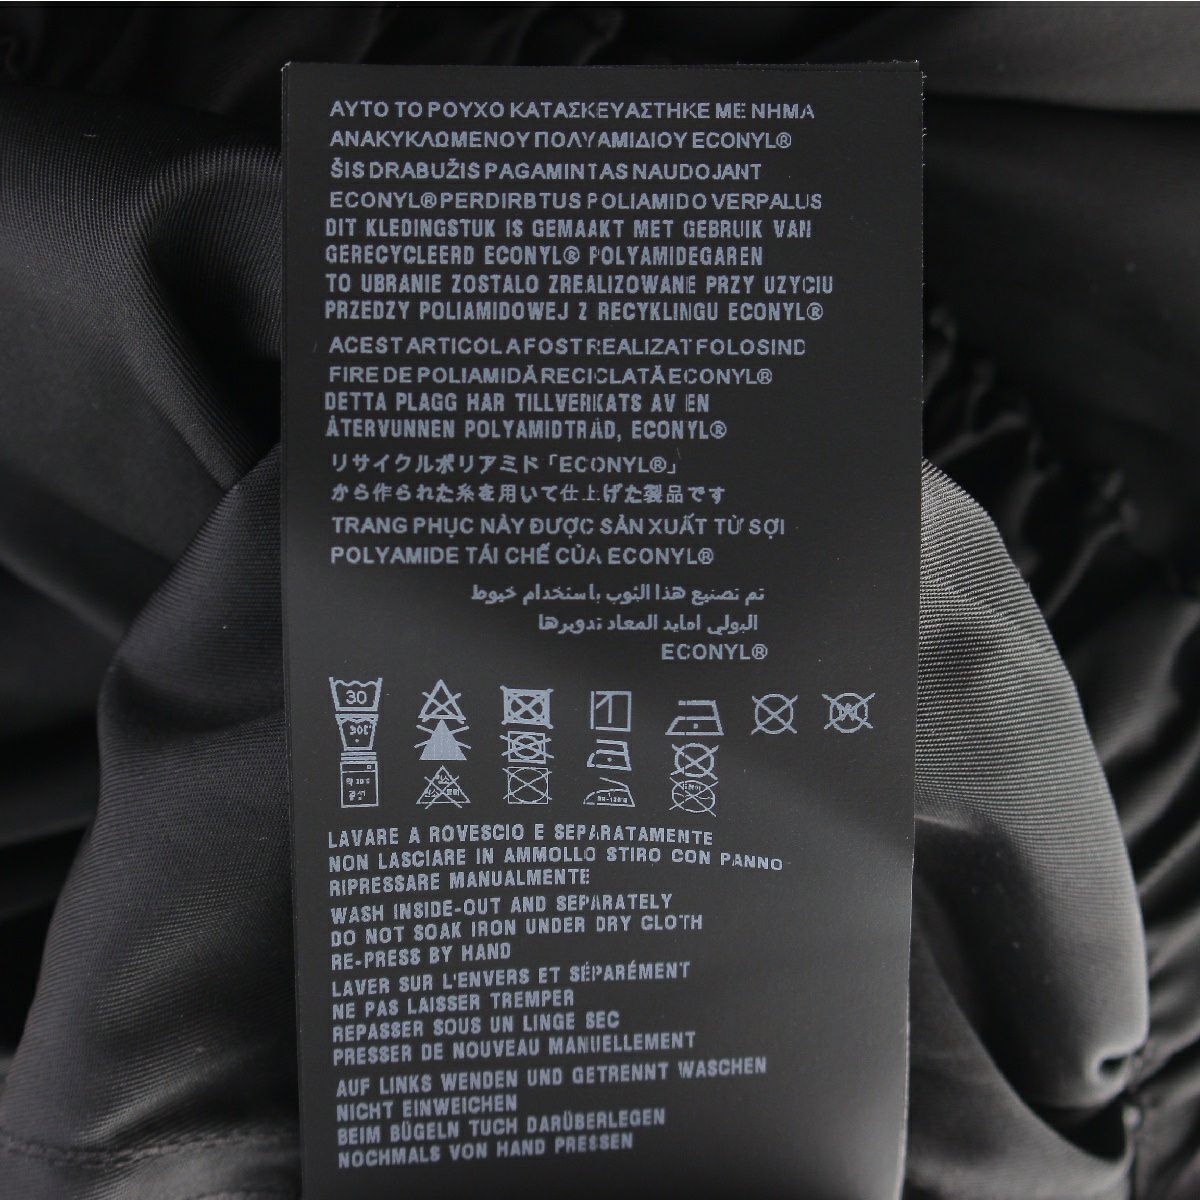 ΑΥΤΟ ΤΟ ΡΟΥΧΟ ΚΑΤΑΣΚΕΥΑΣΤΗΚΕ ΜΕ ΝΗΜΑ
ΑΝΑΚΥΚΛΩΜΕΝΟΥ ΠΟΛΥΑΜΙΔΙΟΥ ECONYL®
ŠIS DRABUŽIS PAGAMINTAS NAUDOJANT
ECONYL® PERDIRBTUS POLIAMIDO VERPALUS
DIT KLEDINGSTUK IS GEMAAKT MET GEBRUIK VAN
GERECYCLEERD ECONYL® POLYAMIDEGAREN
TO UBRANIE ZOSTALO ZREALIZOWANE PRZY UZYCIU
PRZEDZY POLIAMIDOWEJ Z RECYKLINGU ECONYL®
ACEST ARTICOL A FOST REALIZAT FOLOSIND
FIRE DE POLIAMIDĂ RECICLATĂ ECONYL®
DETTA PLAGG HAR TILLVERKATS AV EN
ÅTERVUNNEN POLYAMIDTRÅD, ECONYL®
リサイクルポリアミド「ECONYL®」
から作られた糸を用いて仕上げた製品です
TRANG PHỤC NÀY ĐƯỢC SẢN XUẤT TỪ SỢI
POLYAMIDE TÁI CHẾ CỦA ECONYL®
تم تصنيع هذا الثوب باستخدام خيوط
البولي امايد المعاد تدويرها
ECONYL®
30
30°
LAVARE A ROVESCIO E SEPARATAMENTE
NON LASCIARE IN AMMOLLO STIRO CON PANNO
RIPRESSARE MANUALMENTE
WASH INSIDE-OUT AND SEPARATELY
DO NOT SOAK IRON UNDER DRY CLOTH
RE-PRESS BY HAND
LAVER SUR L'ENVERS ET SÉPARÉMENT
NE PAS LAISSER TREMPER
REPASSER SOUS UN LINGE SEC
PRESSER DE NOUVEAU MANUELLEMENT
AUF LINKS WENDEN UND GETRENNT WASCHEN
NICHT EINWEICHEN
BEIM BÜGELN TUCH DARÜBERLEGEN
NOCHMALS VON HAND PRESSEN